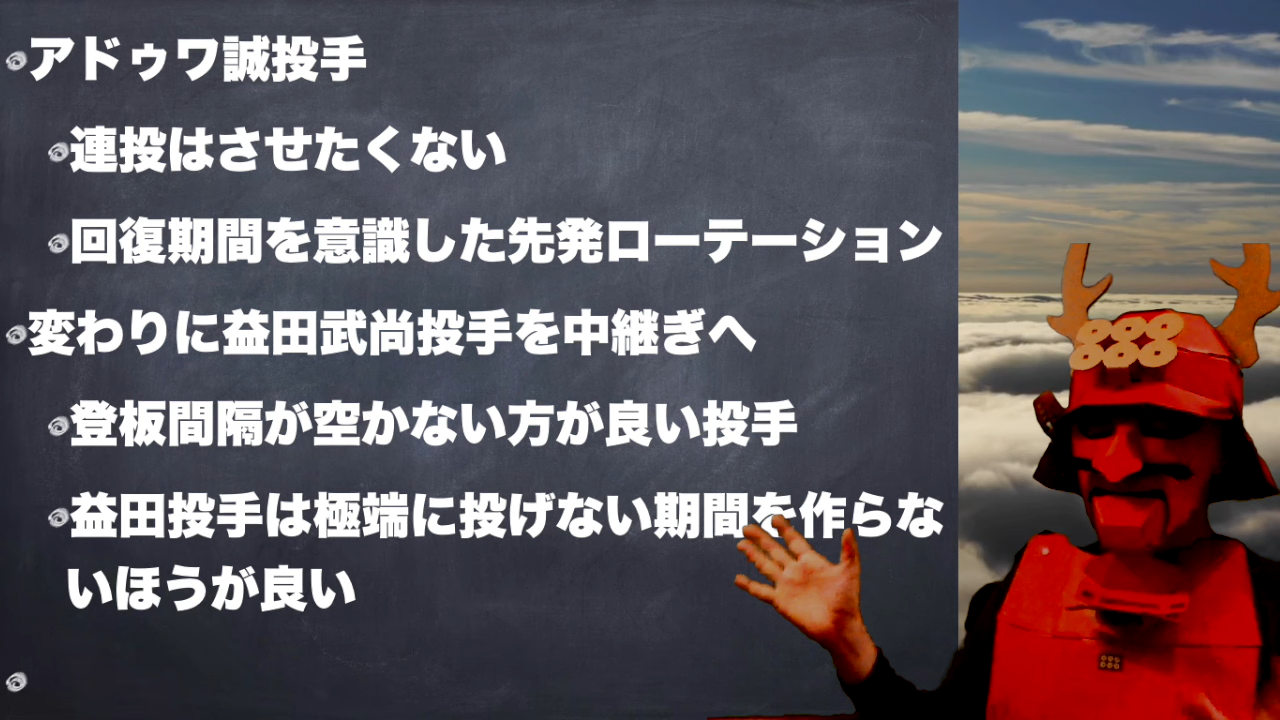 アドゥワ誠投手
連投はさせたくない
回復期間を意識した先発ローテーション
変わりに益田武尚投手を中継ぎへ
登板間隔が空かない方が良い投手
益田投手は極端に投げない期間を作らな
いほうが良い